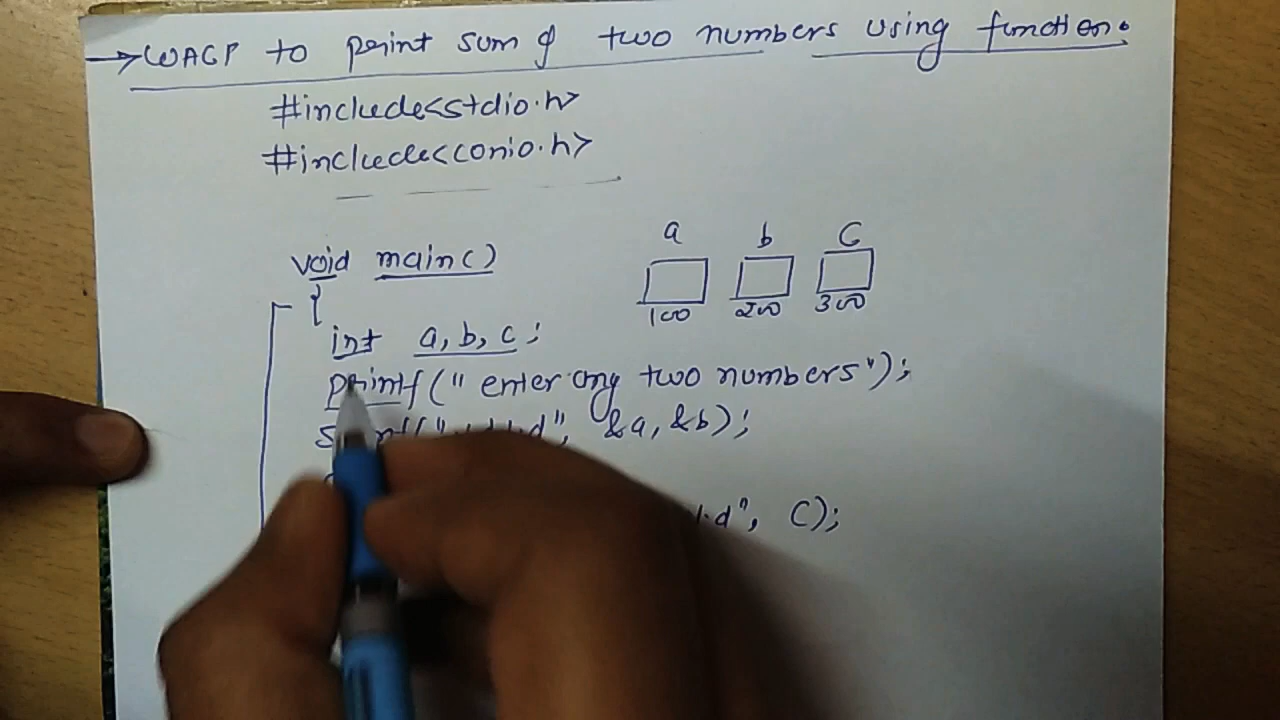 →WACP to print sum of two numbers using function.
#include<stdio.h>
#include<conio.h>
void main()
{
a b C
100 200 300
int a, b, c;
printf(" enter any two numbers");
&a, &b);
d", C);